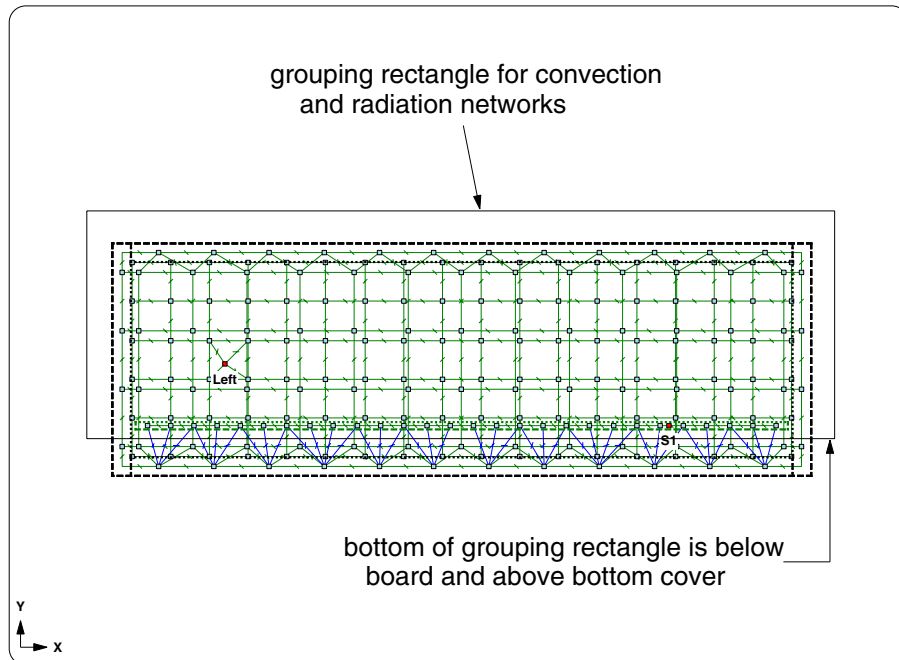 grouping rectangle for convection
and radiation networks
Left
S1
bottom of grouping rectangle is below
board and above bottom cover
Y
X